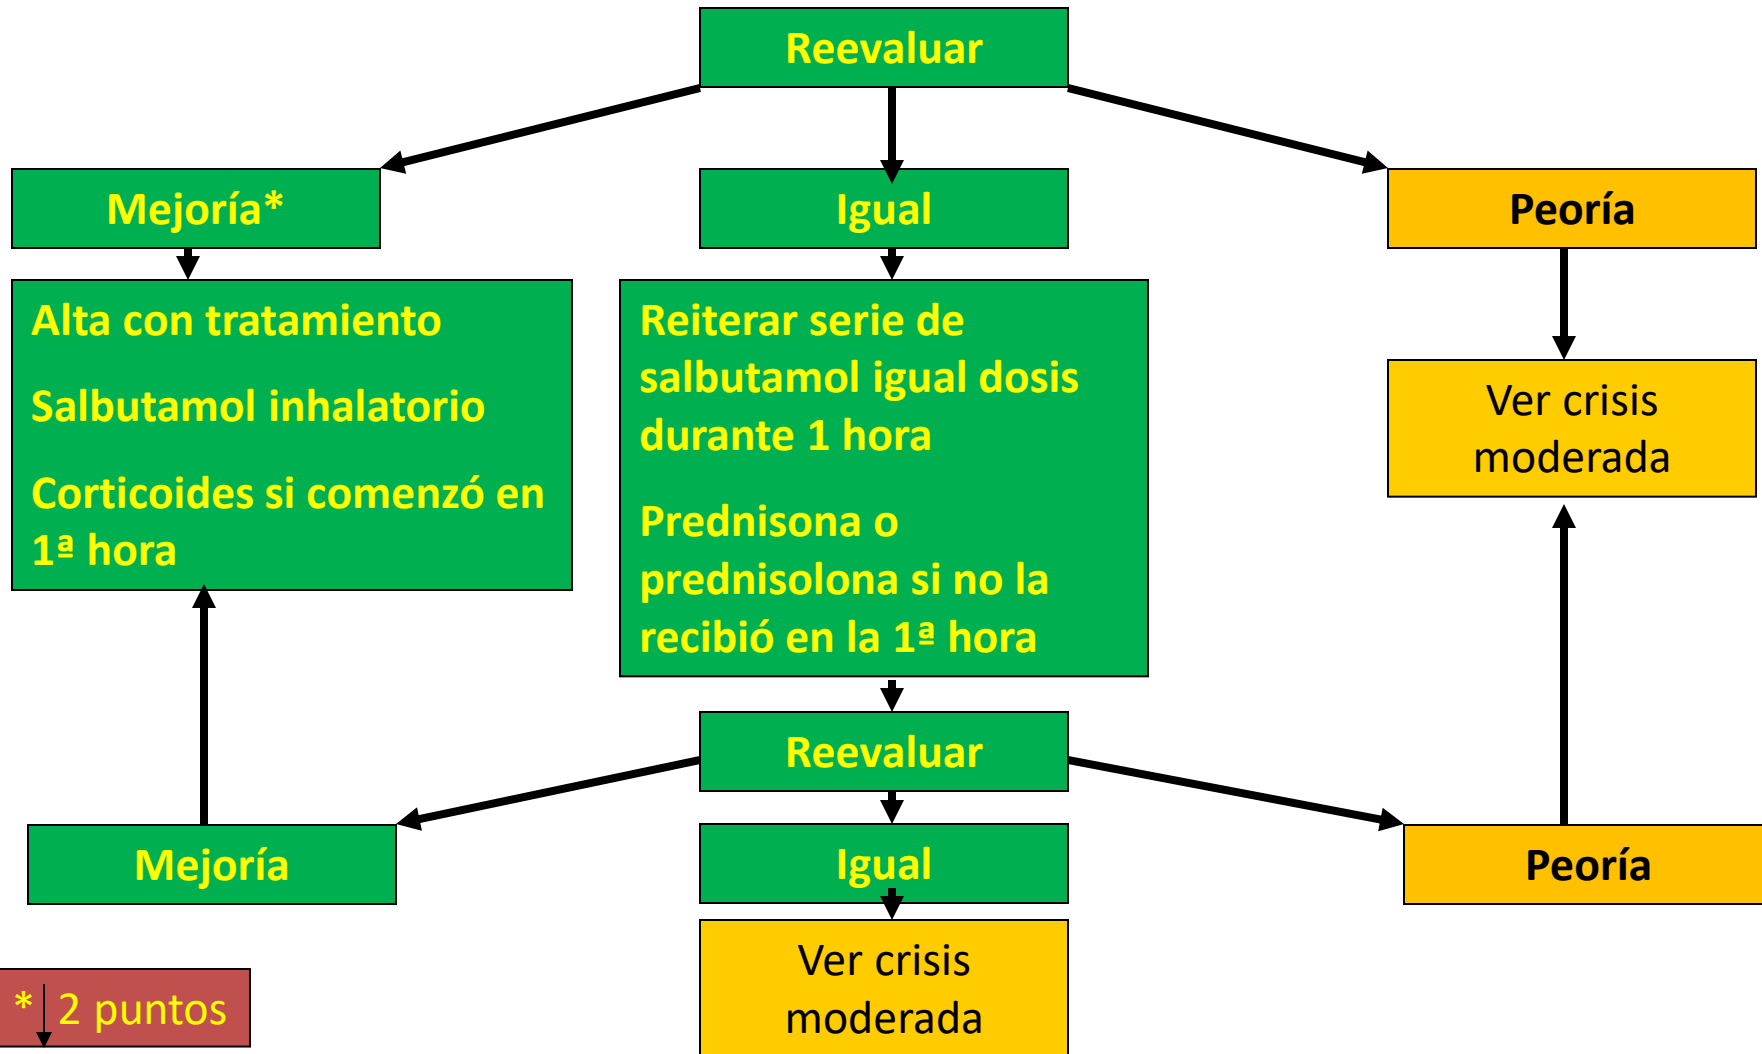 Reevaluar
Mejoría*
Igual
Peoría
Alta con tratamiento
Salbutamol inhalatorio
Corticoides si comenzó en
1ª hora
Reiterar serie de
salbutamol igual dosis
durante 1 hora
Prednisona o
prednisolona si no la
recibió en la 1ª hora
Ver crisis
moderada
Reevaluar
Mejoría
Igual
Peoría
Ver crisis
moderada
* 2 puntos